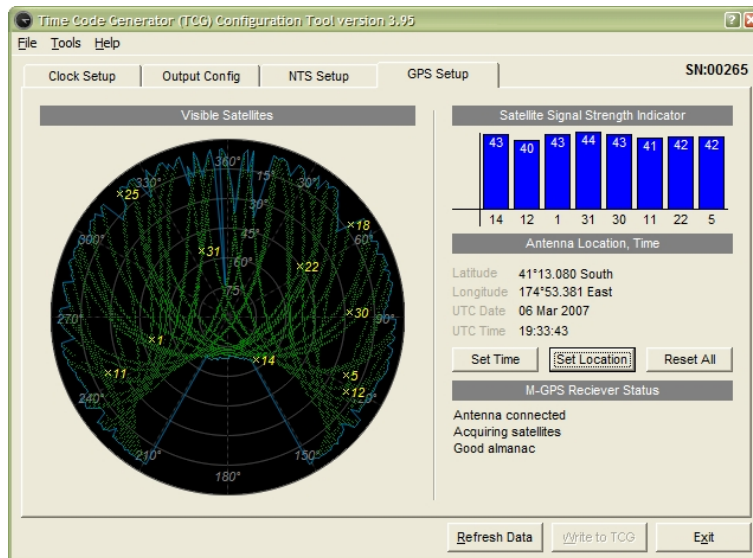 Time Code Generator (TCG) Configuration Tool version 3.95
File Tools Help
Clock Setup Output Config NTS Setup GPS Setup SN:00265
Visible Satellites
360°
15°
30°
330°
30°
45°
300°
75°
270°
90°
240°
210°
150°
180°
×25
×18
×31
×22
×30
×1
×14
×11
×5
×12
Satellite Signal Strength Indicator
43 40 43 44 43 41 42 42
14 12 1 31 30 11 22 5
Antenna Location, Time
Latitude 41°13.080 South
Longitude 174°53.381 East
UTC Date 06 Mar 2007
UTC Time 19:33:43
Set Time Set Location Reset All
M-GPS Reciever Status
Antenna connected
Acquiring satellites
Good almanac
Refresh Data Write to TCG Exit